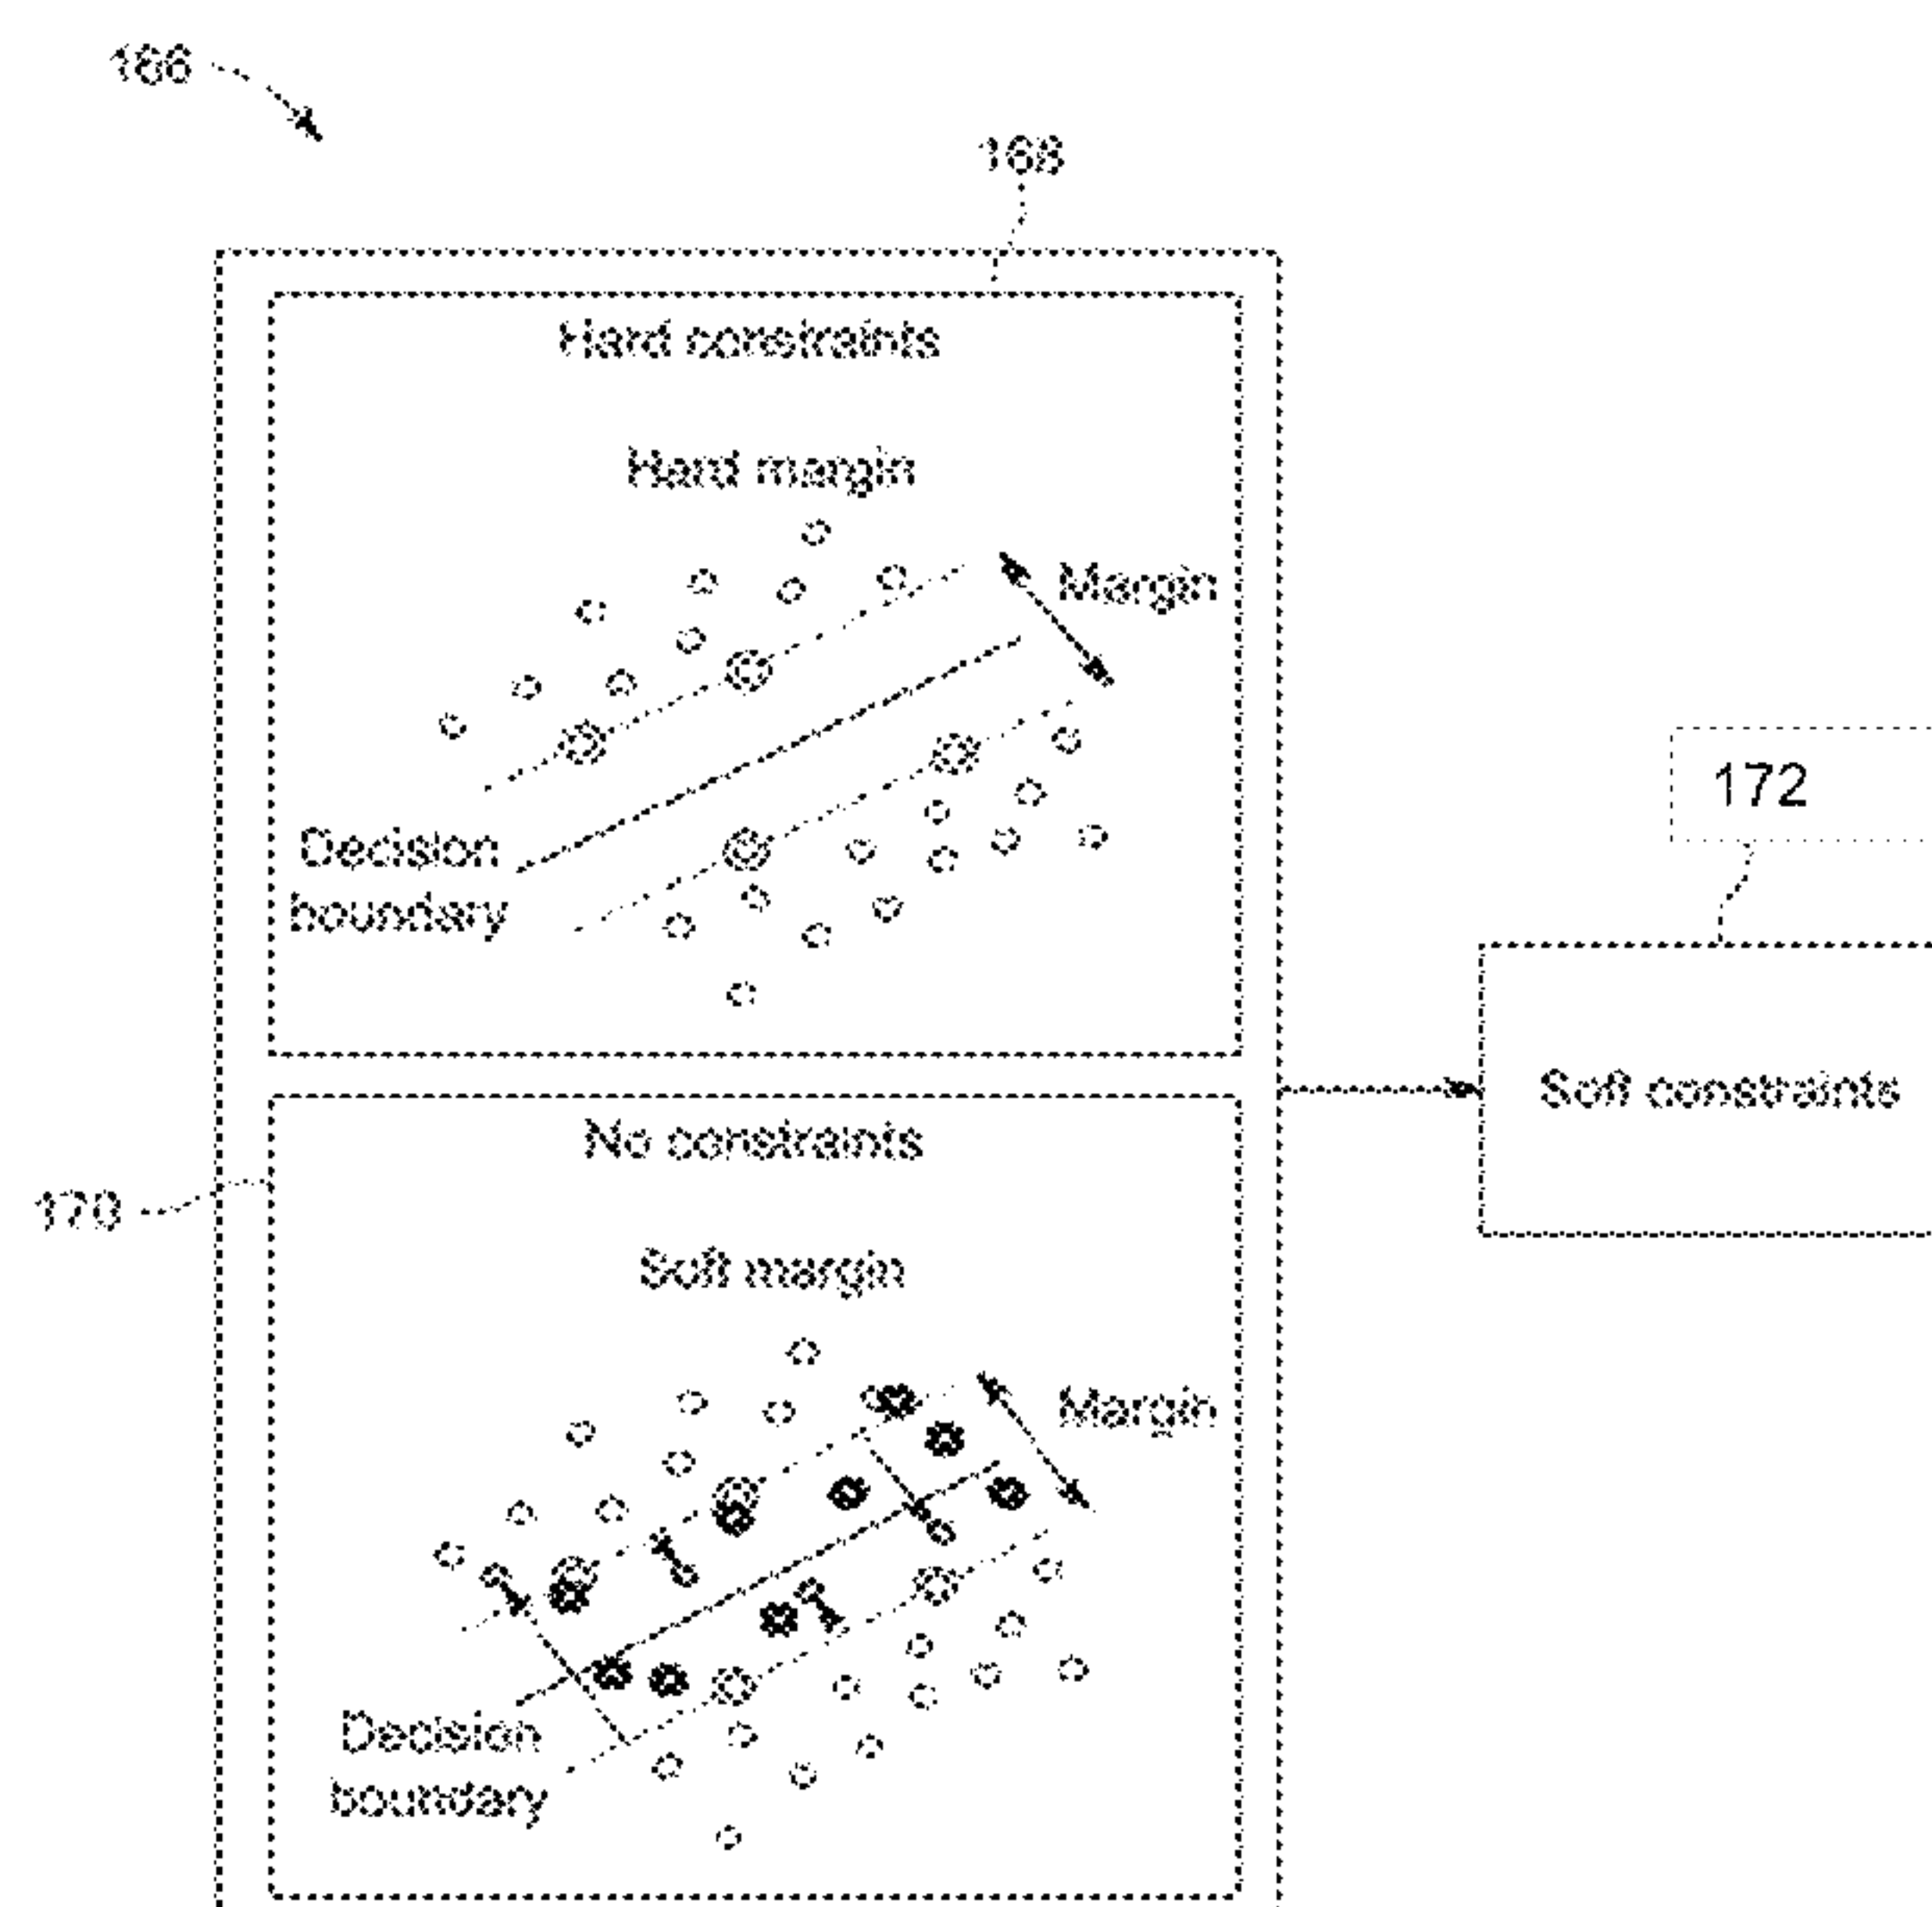 166
168
Hard constraints
Hard margin
Margin
Decision
boundary
172
Soft constraints
No constraints
170
Soft margin
Margin
Decision
boundary